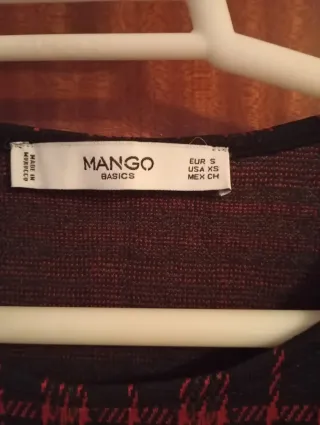 MADE IN
MOROCCO
MANGO
BASICS
EUR S
USA XS
MEX CH